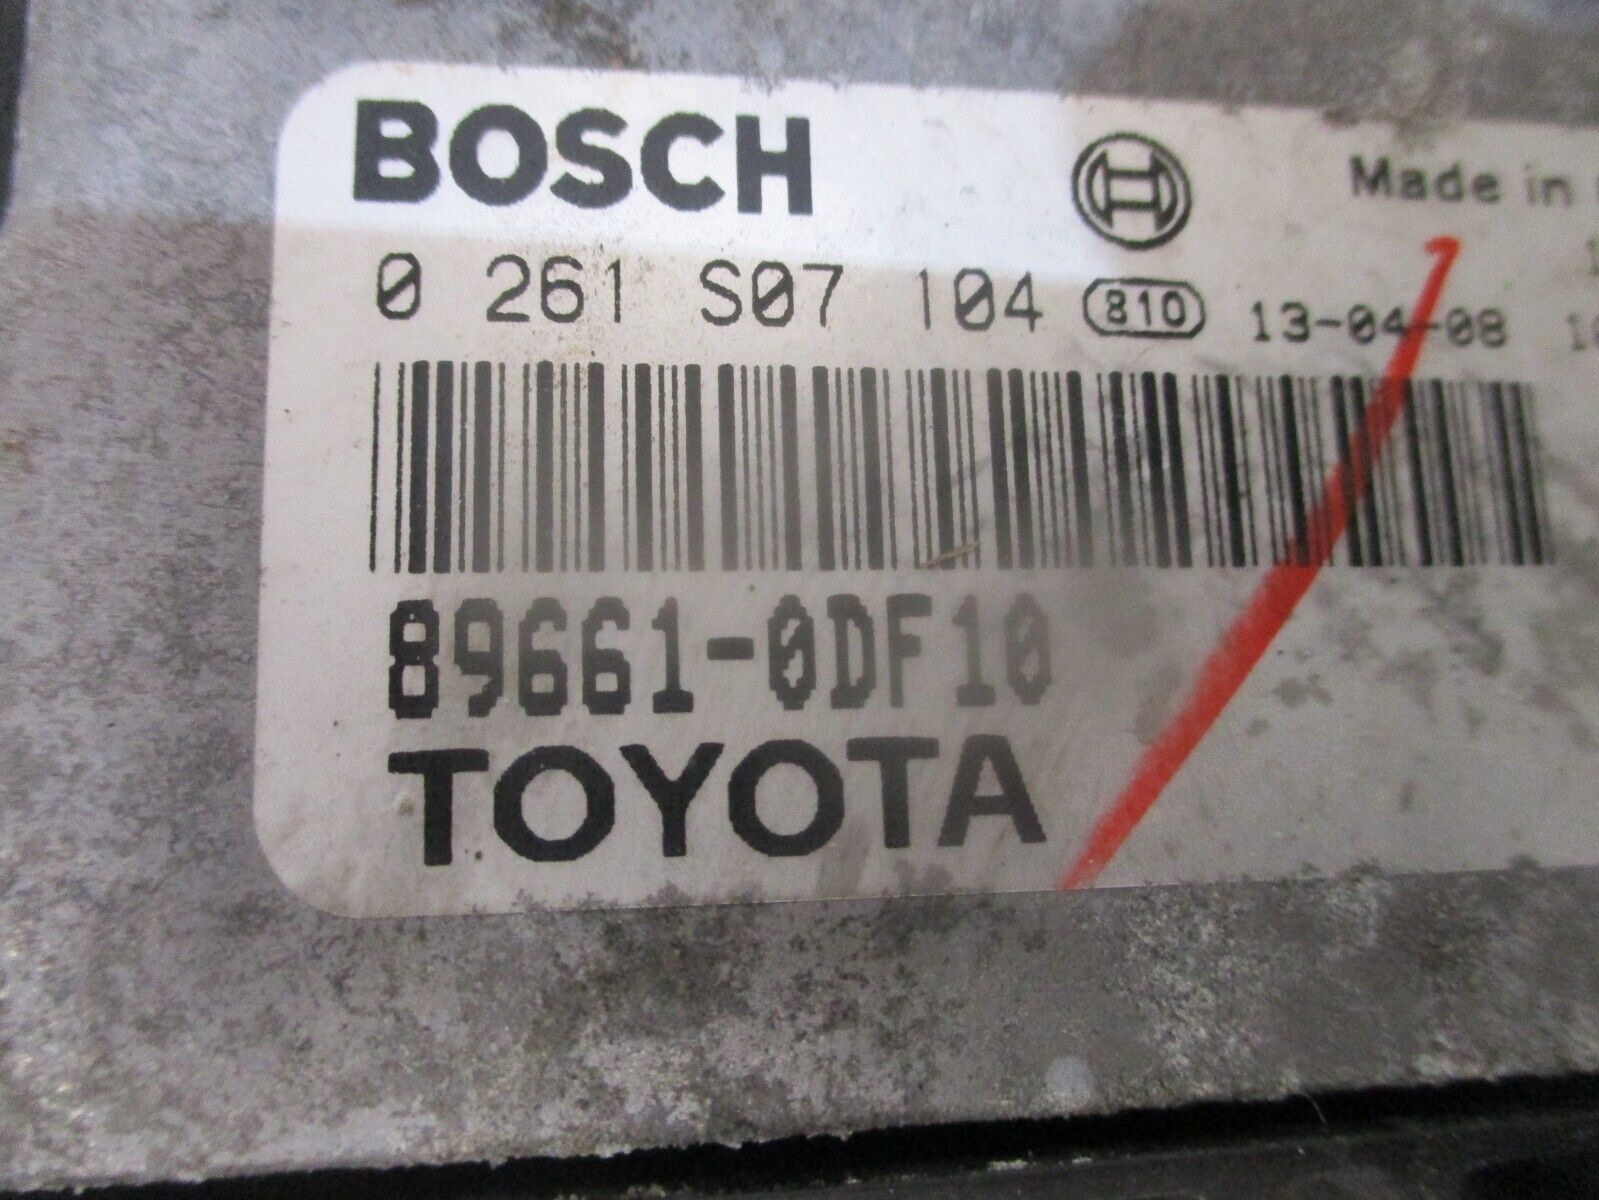 BOSCH
Made in
0 261 S07 104 810 13-04-08
89661-0DF10
TOYOTA